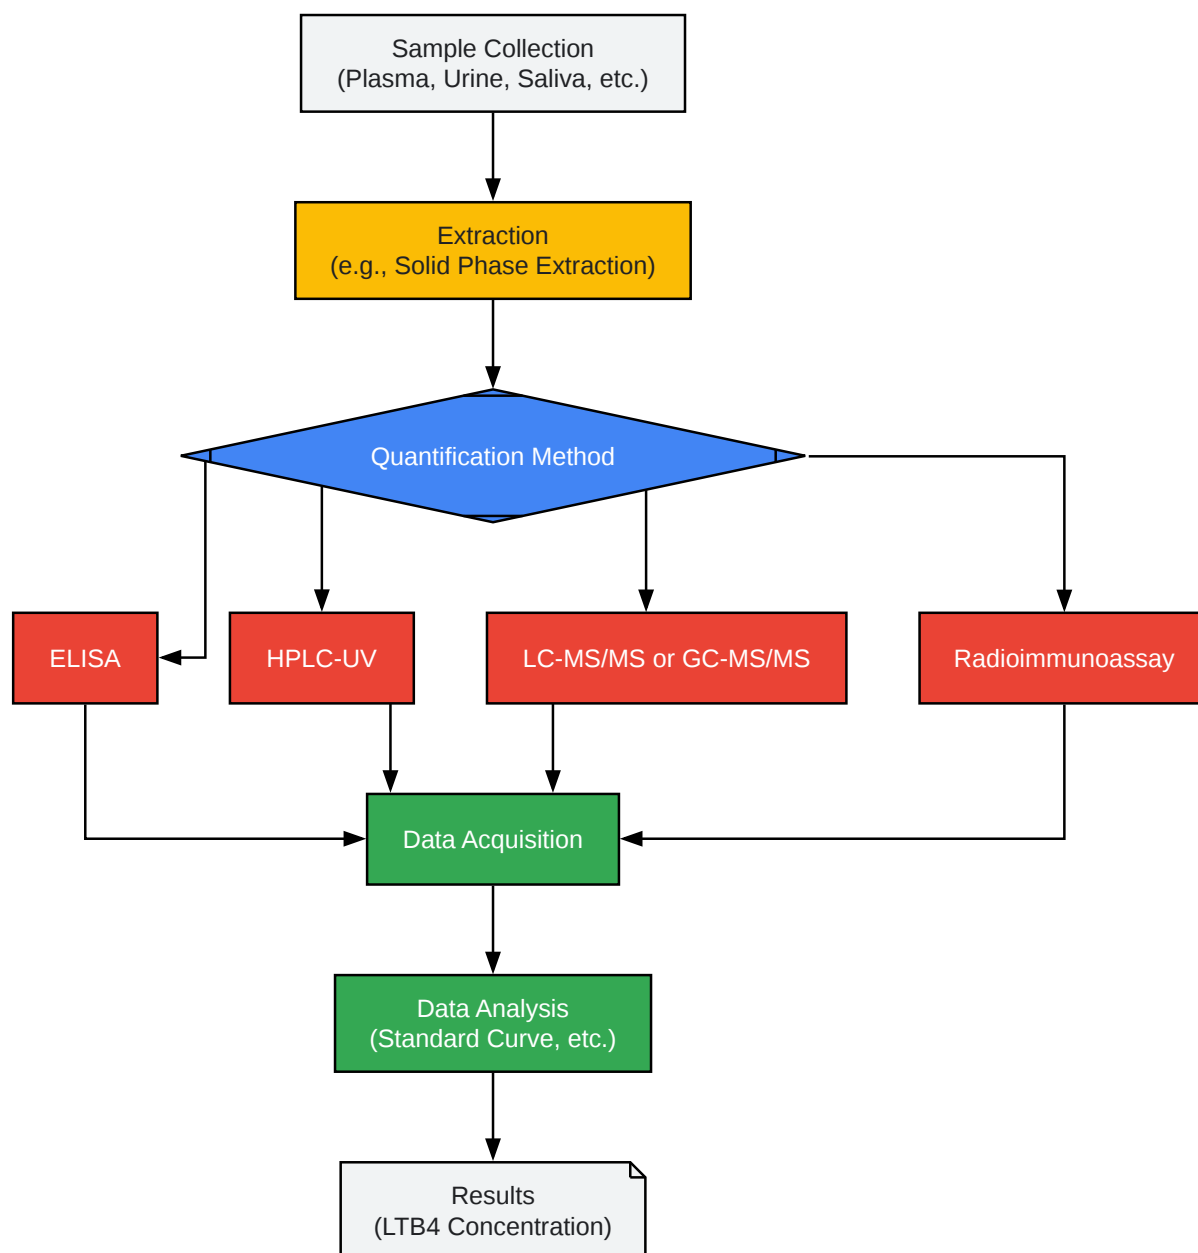 Sample Collection
(Plasma, Urine, Saliva, etc.)
Extraction
(e.g., Solid Phase Extraction)
Quantification Method
ELISA
HPLC-UV
LC-MS/MS or GC-MS/MS
Radioimmunoassay
Data Acquisition
Data Analysis
(Standard Curve, etc.)
Results
(LTB4 Concentration)